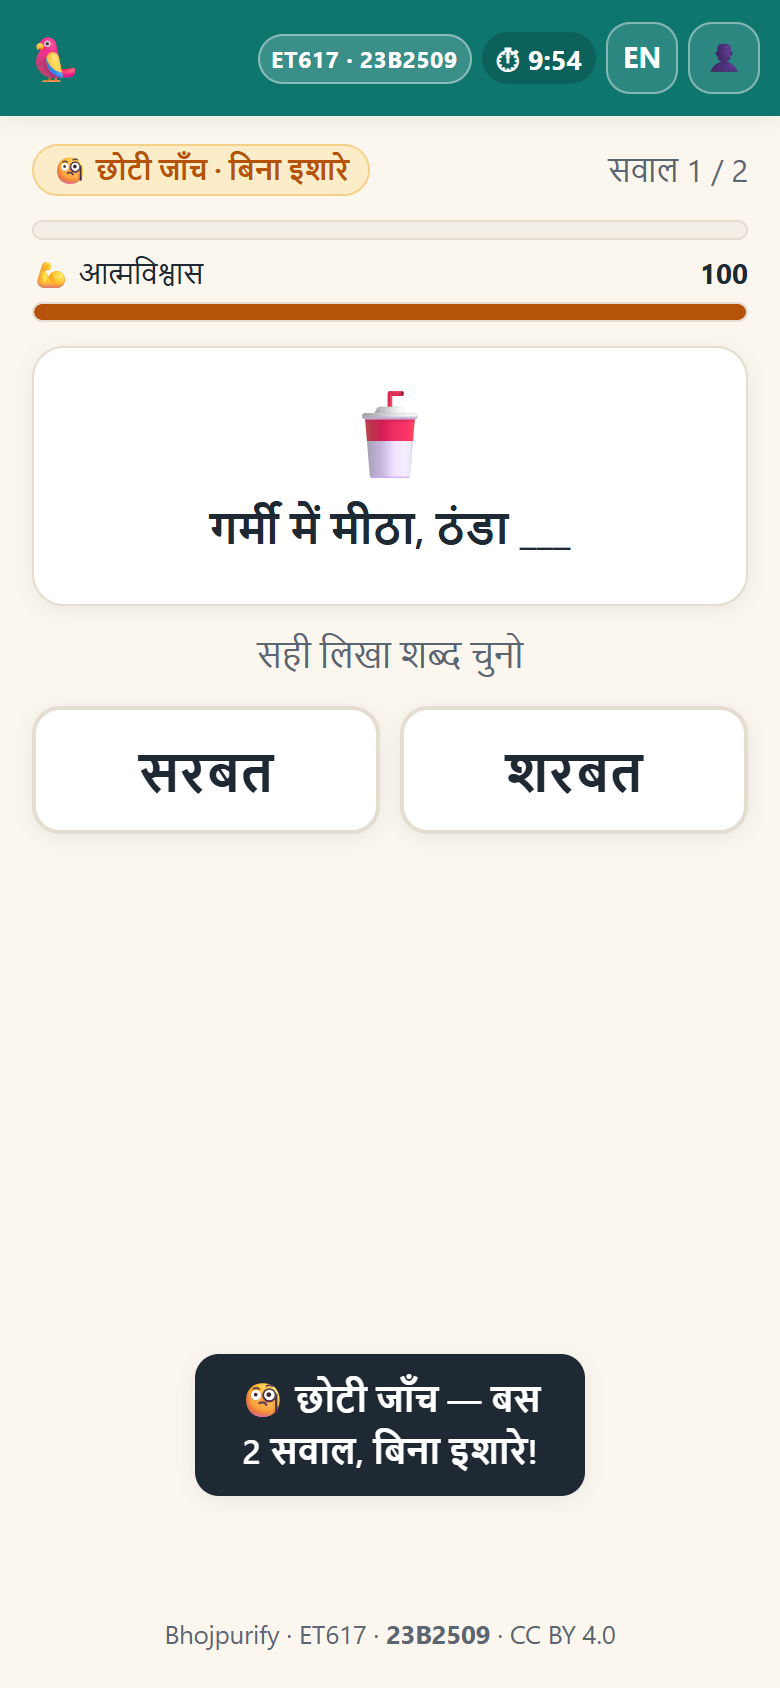 ET617 · 23B2509
9:54
EN
छोटी जाँच · बिना इशारे
सवाल 1 / 2
आत्मविश्वास
100
गर्मी में मीठा, ठंडा ___
सही लिखा शब्द चुनो
सरबत
शरबत
छोटी जाँच — बस
2 सवाल, बिना इशारे!
Bhojpurify · ET617 · 23B2509 · CC BY 4.0